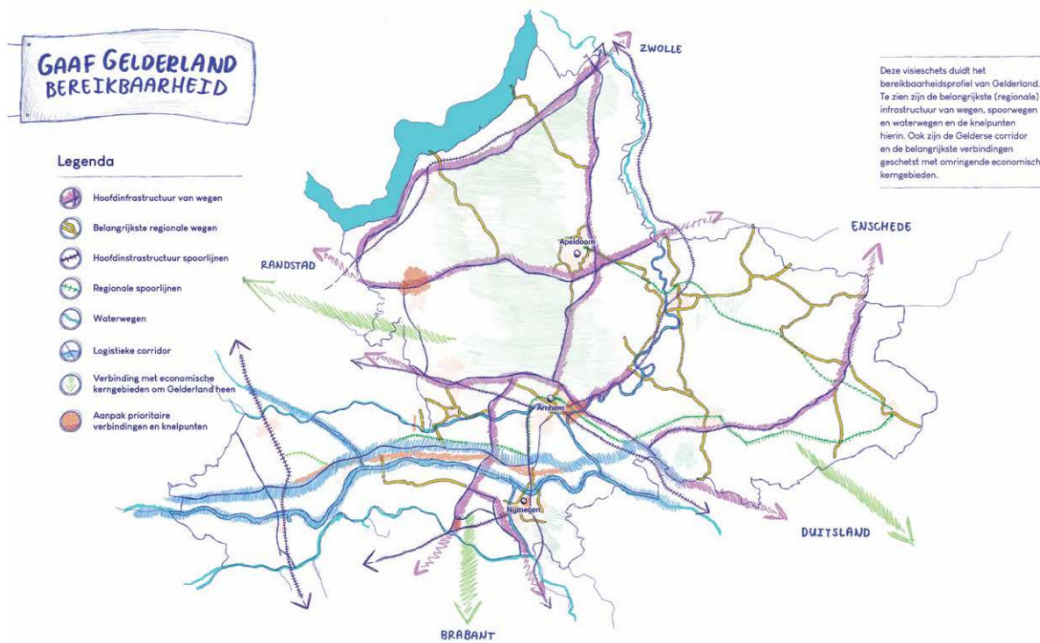 GAAF GELDERLAND
BEREIKBAARHEID
Legenda
Hoofdinfrastructuur van wegen
Belangrijkste regionale wegen
Hoofdinstrastructuur spoorlijnen
Regionale spoorlijnen
Waterwegen
Logistieke corridor
Verbinding met economische
kerngebieden om Gelderland heen
Aanpak prioritaire
verbindingen en knelpunten
ZWOLLE
Deze visieschets duidt het
bereikbaarheidsprofiel van Gelderland.
Te zien zijn de belangrijkste (regionale)
infrastructuur van wegen, spoorwegen
en waterwegen en de knelpunten
hierin. Ook zijn de Gelderse corridor
en de belangrijkste verbindingen
geschetst met omringende economisch
kerngebieden.
ENSCHEDE
Apeldoorn
RANDSTAD
Arnhem
Nijmegen
DUITSLAND
BRABANT